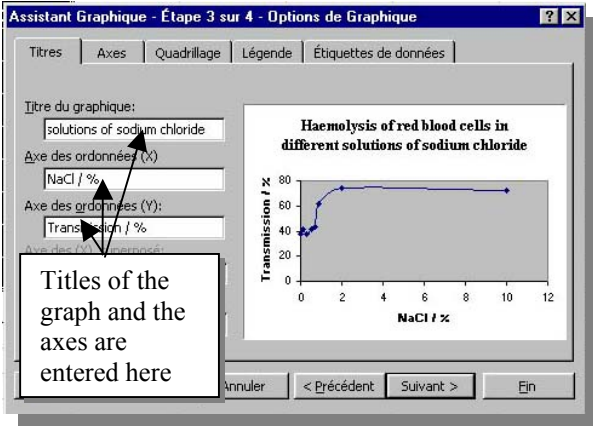 Assistant Graphique - Étape 3 sur 4 - Options de Graphique
Titres
Axes
Quadrillage
Légende
Étiquettes de données
Titre du graphique:
solutions of sodium chloride
Axe des ordonnées (X)
NaCl / %
Axe des ordonnées (Y):
Transmission / %
Axe des (X) superposé:
Titles of the
graph and the
axes are
entered here
Haemolysis of red blood cells in
different solutions of sodium chloride
Transmission / %
80
60
40
20
0
0 2 4 6 8 10 12
NaCl / %
Annuler
< Précédent
Suivant >
Fin